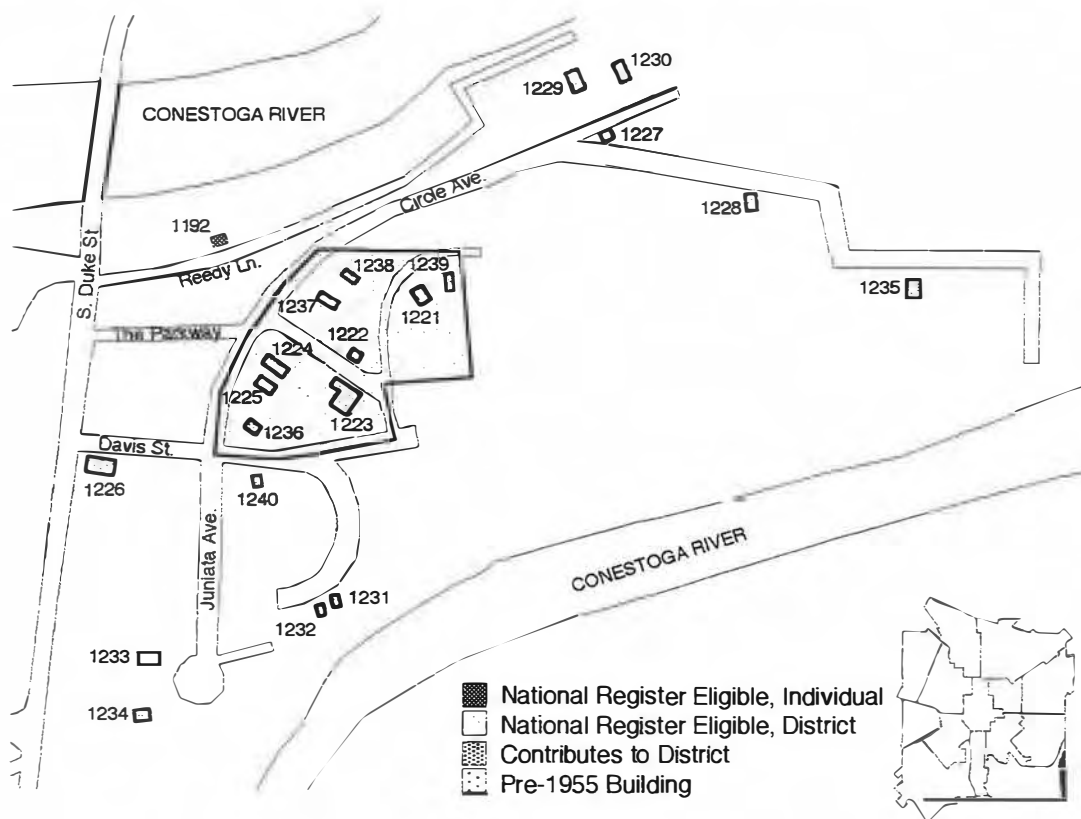 1230
1229
CONESTOGA RIVER
1227
Circle Ave.
1228
1192
Reedy Ln.
S. Duke St.
1238
1239
1237
1221
1235
The Parkway
1222
1224
1225
1223
1236
Davis St.
1226
1240
Juniata Ave.
CONESTOGA RIVER
1231
1232
1233
1234
National Register Eligible, Individual
National Register Eligible, District
Contributes to District
Pre-1955 Building